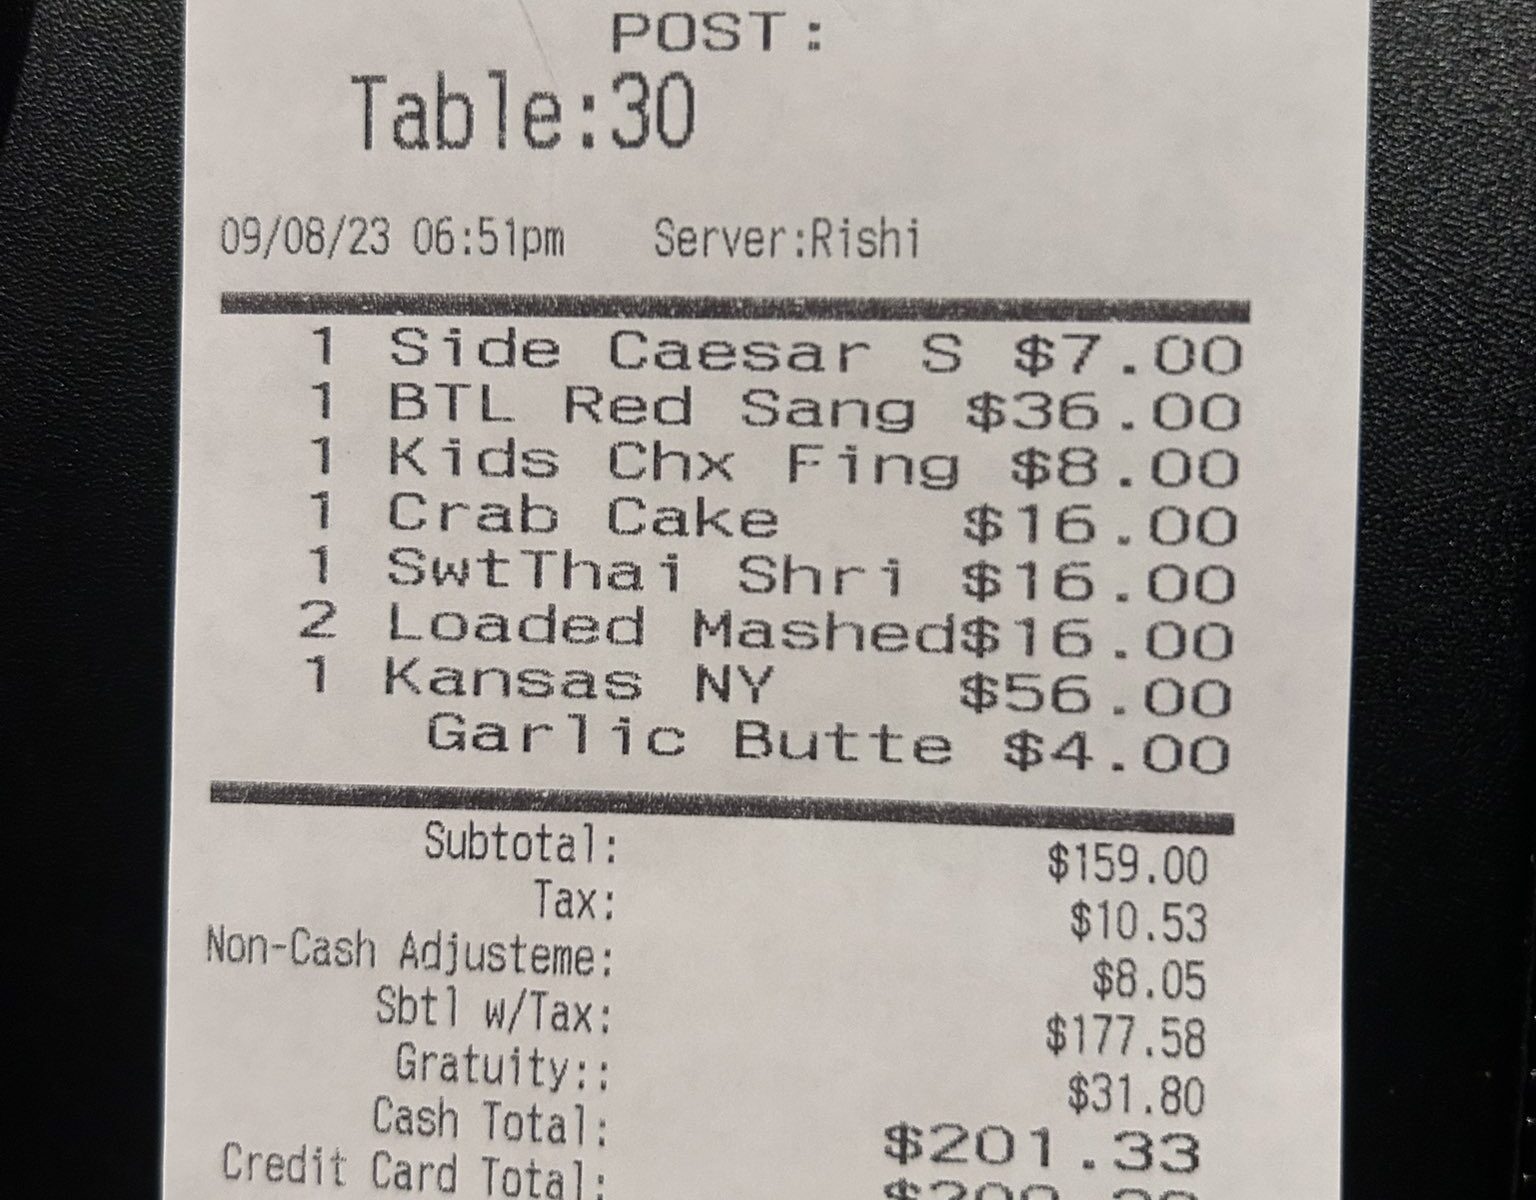 POST:
Table:30
09/08/23 06:51pm Server:Rishi
1 Side Caesar S $7.00
1 BTL Red Sang $36.00
1 Kids Chx Fing $8.00
1 Crab Cake $16.00
1 SwtThai Shri $16.00
2 Loaded Mashed$16.00
1 Kansas NY $56.00
Garlic Butte $4.00
Subtotal: $159.00
Tax: $10.53
Non-Cash Adjusteme: $8.05
Sbtl w/Tax: $177.58
Gratuity:: $31.80
Cash Total: $201.33
Credit Card Total: